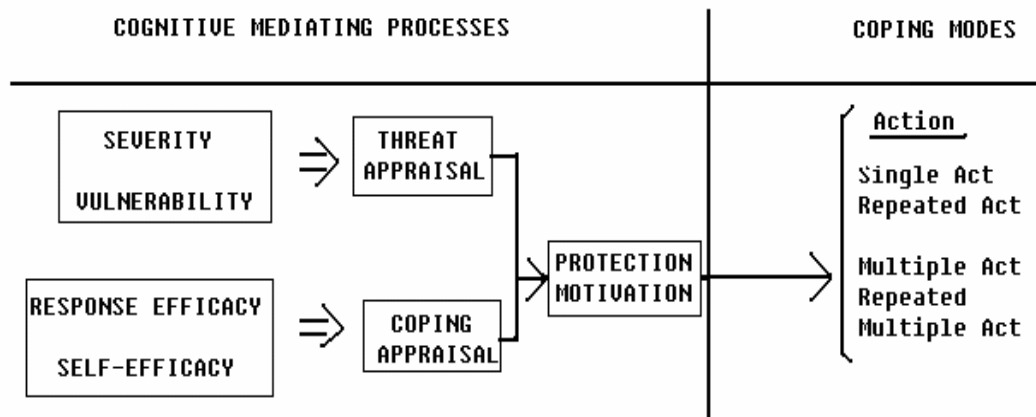 COGNITIVE MEDIATING PROCESSES
COPING MODES
SEVERITY
VULNERABILITY
THREAT
APPRAISAL
RESPONSE EFFICACY
SELF-EFFICACY
COPING
APPRAISAL
PROTECTION
MOTIVATION
Action
Single Act
Repeated Act
Multiple Act
Repeated
Multiple Act